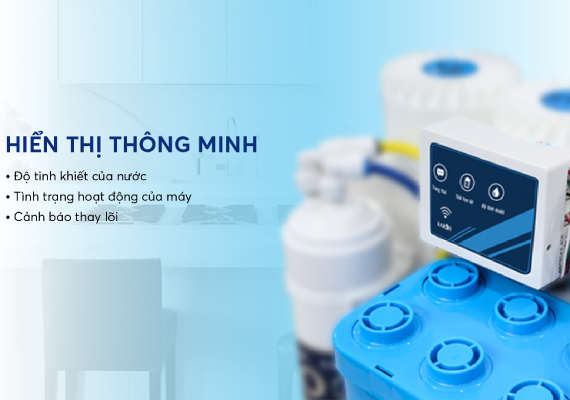 HIỂN THỊ THÔNG MINH
• Độ tinh khiết của nước
• Tình trạng hoạt động của máy
• Cảnh báo thay lõi